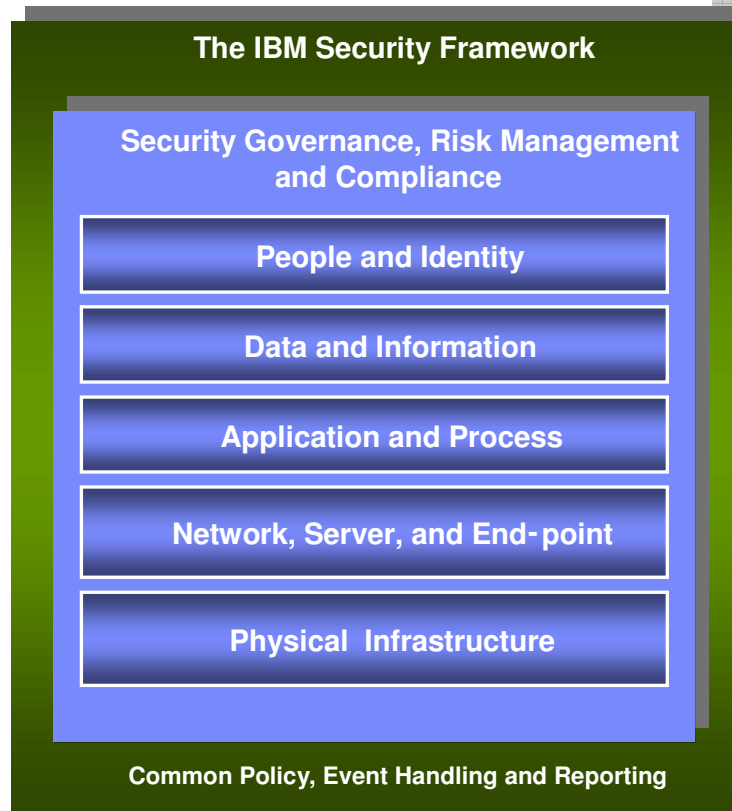 The IBM Security Framework
Security Governance, Risk Management
and Compliance
People and Identity
Data and Information
Application and Process
Network, Server, and End-point
Physical Infrastructure
Common Policy, Event Handling and Reporting